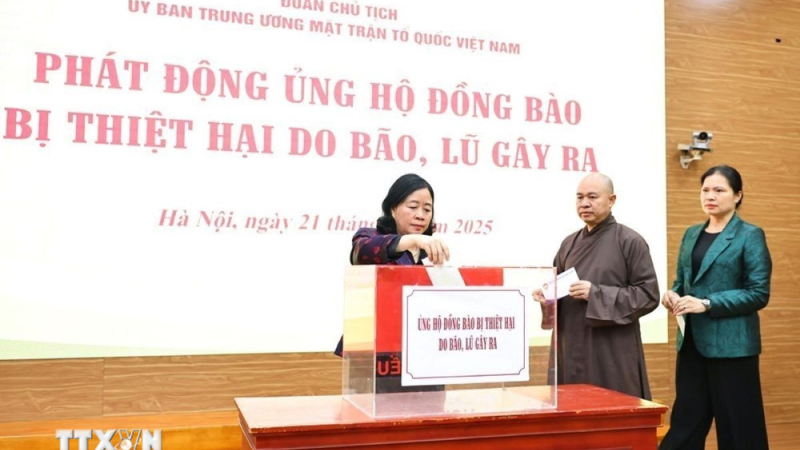 ĐOÀN CHỦ TỊCH
ỦY BAN TRUNG ƯƠNG MẶT TRẬN TỔ QUỐC VIỆT NAM
PHÁT ĐỘNG ỦNG HỘ ĐỒNG BÀO
BỊ THIỆT HẠI DO BÃO, LŨ GÂY RA
Hà Nội, ngày 21 tháng 2025
ỦNG HỘ ĐỒNG BÀO BỊ THIỆT HẠI
DO BÃO, LŨ GÂY RA
TTXVN